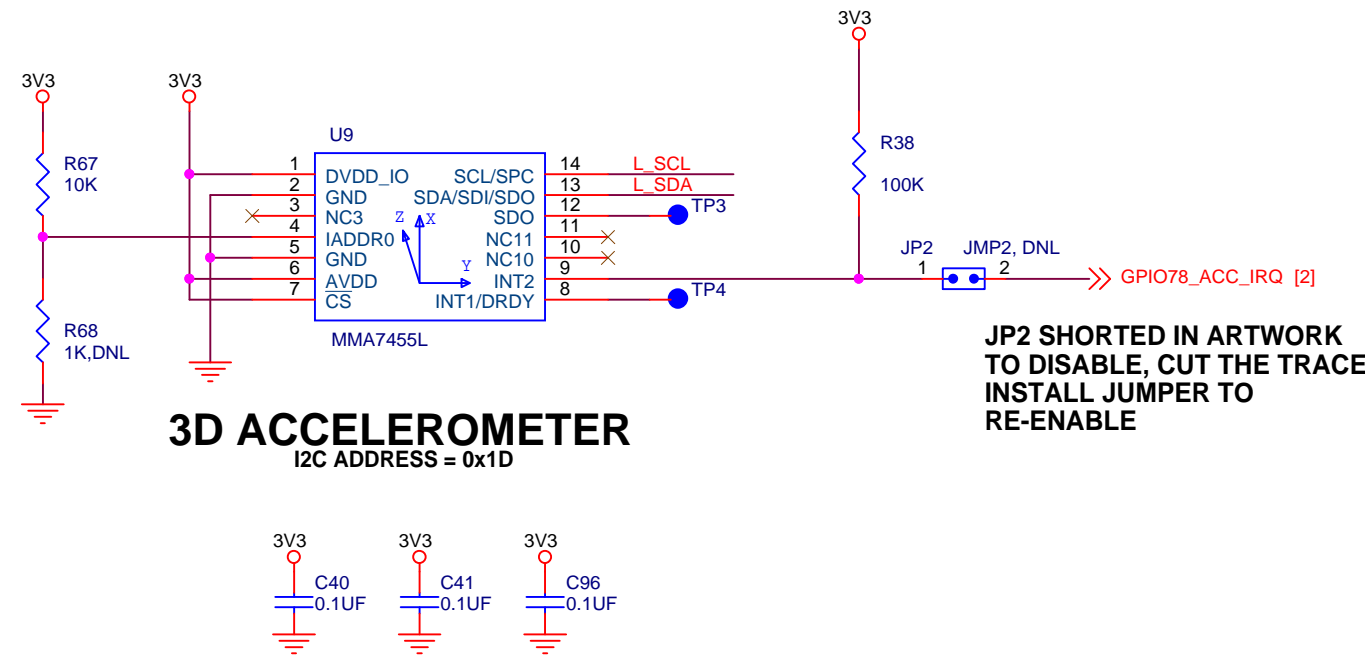 3V3
3V3
3V3
R67
10K
R68
1K,DNL
U9
1 DVDD_IO
2 GND
3 NC3
4 IADDR0
5 GND
6 AVDD
7 CS
SCL/SPC 14 L_SCL
SDA/SDI/SDO 13 L_SDA
SDO 12 TP3
NC11 11
NC10 10
INT2 9
INT1/DRDY 8 TP4
Z X
Y
MMA7455L
R38
100K
JP2 JMP2, DNL
1 2
GPIO78_ACC_IRQ [2]
JP2 SHORTED IN ARTWORK
TO DISABLE, CUT THE TRACE
INSTALL JUMPER TO
RE-ENABLE
3D ACCELEROMETER
I2C ADDRESS = 0x1D
3V3 3V3 3V3
C40 C41 C96
0.1UF 0.1UF 0.1UF